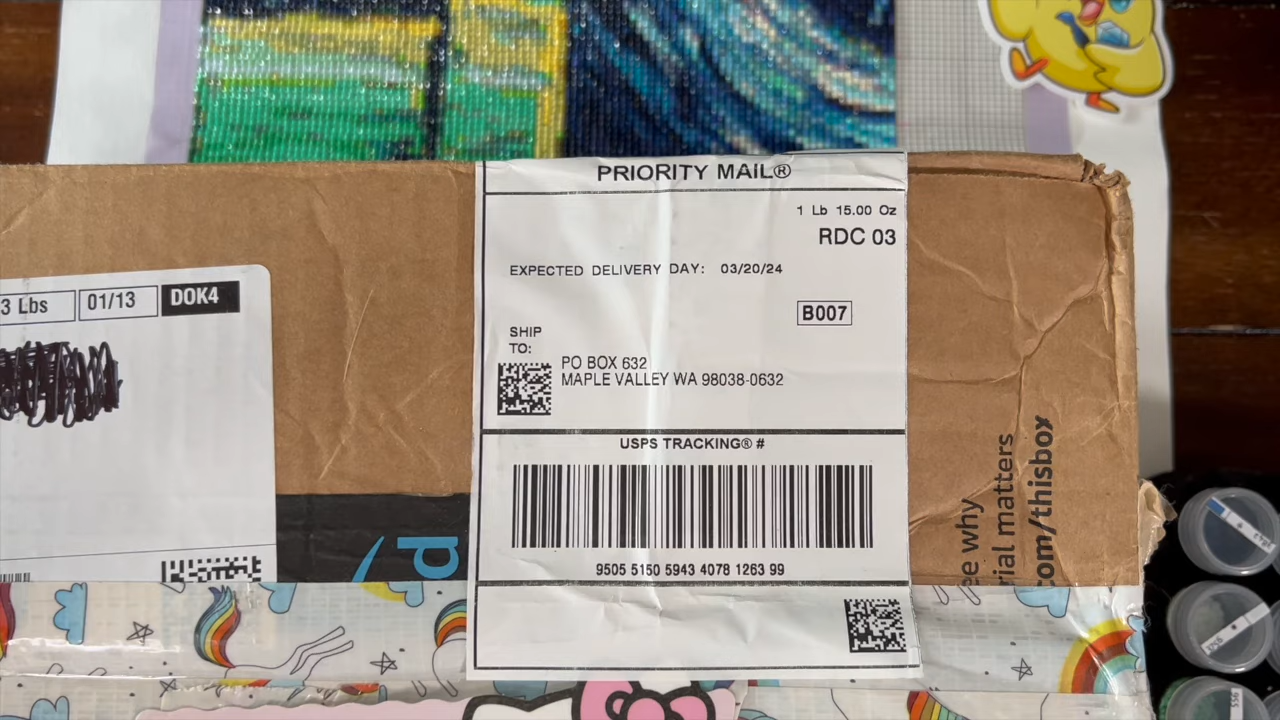 PRIORITY MAIL®
1 Lb 15.00 Oz
RDC 03
EXPECTED DELIVERY DAY: 03/20/24
B007
SHIP
TO:
PO BOX 632
MAPLE VALLEY WA 98038-0632
USPS TRACKING® #
9505 5150 5943 4078 1263 99
3 Lbs
01/13
DOK4
p
ee why
rial matters
com/thisbox